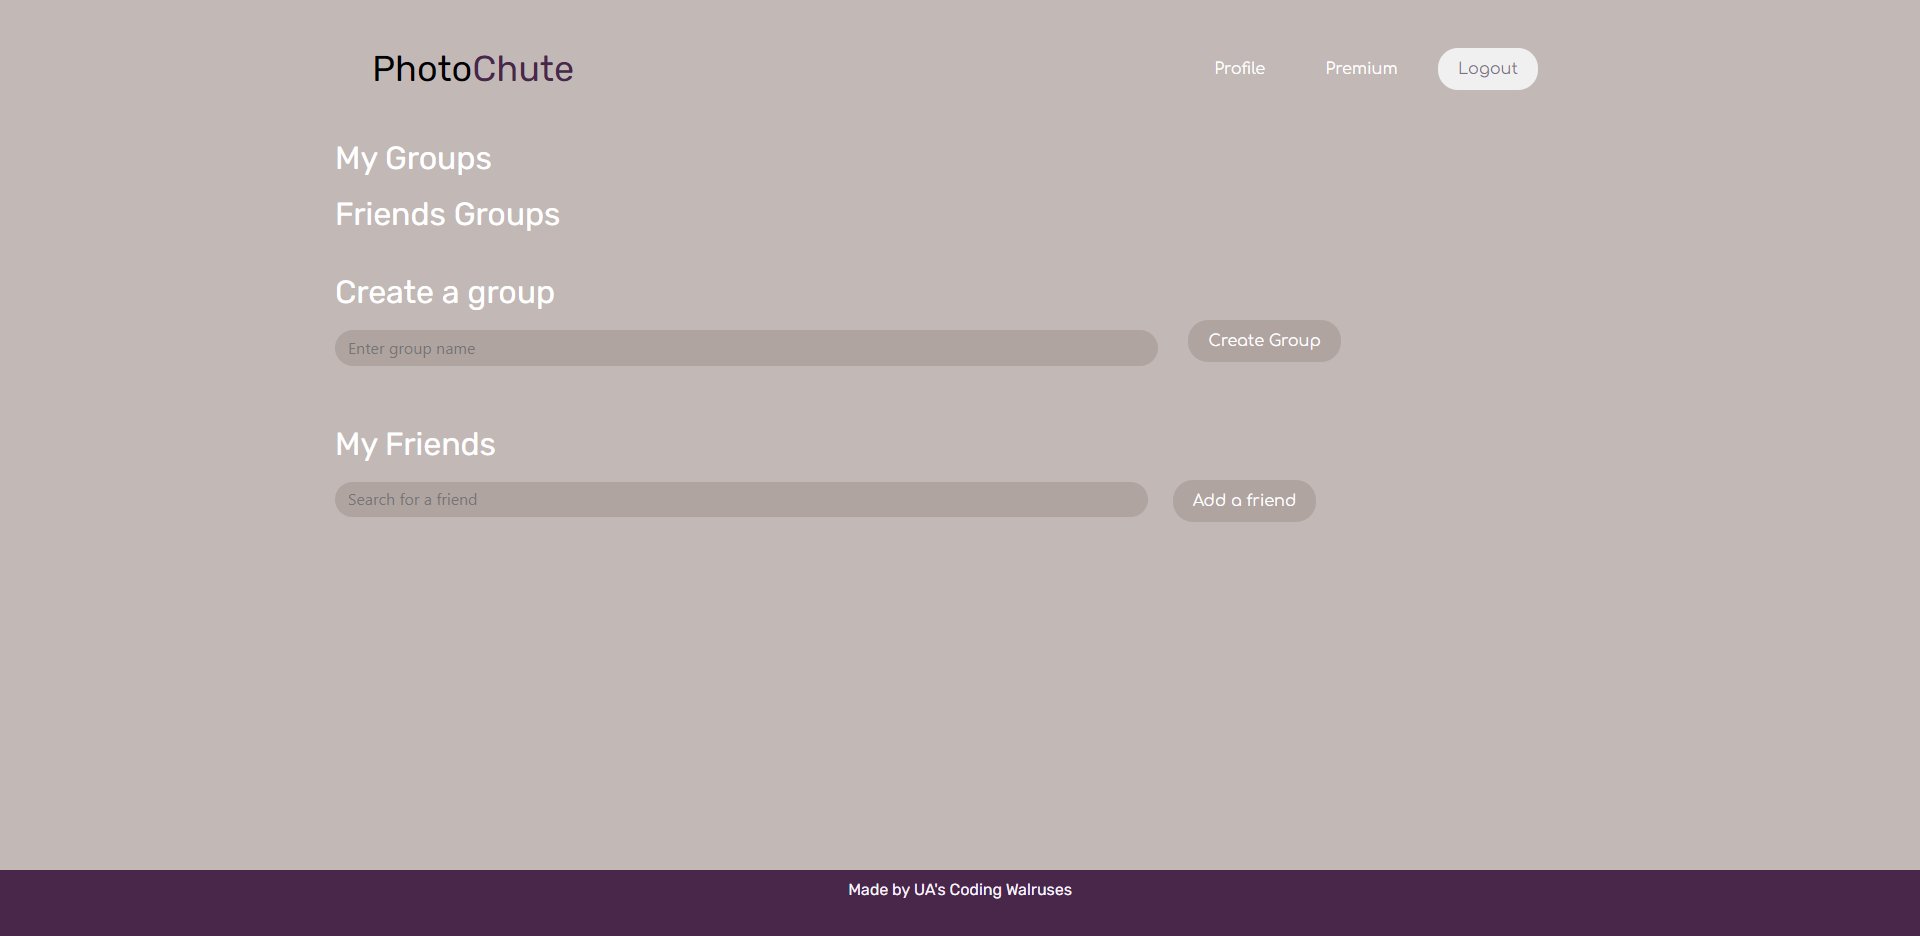 PhotoChute
Profile
Premium
Logout
My Groups
Friends Groups
Create a group
Enter group name
Create Group
My Friends
Search for a friend
Add a friend
Made by UA's Coding Walruses